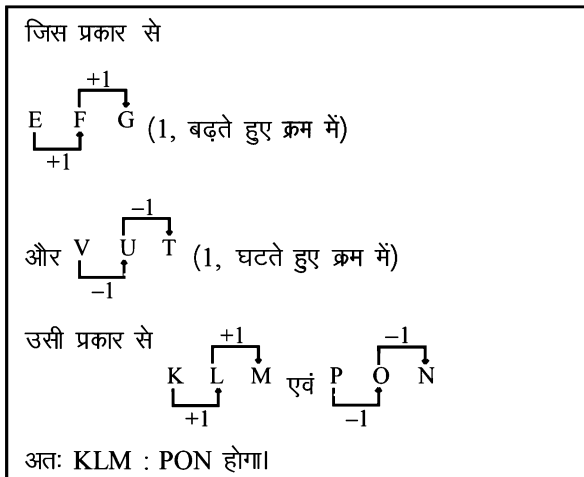 जिस प्रकार से
+1
E F G (1, बढ़ते हुए क्रम में)
+1
–1
और V U T (1, घटते हुए क्रम में)
–1
उसी प्रकार से
+1 –1
K L M एवं P O N
+1 –1
अतः KLM : PON होगा।